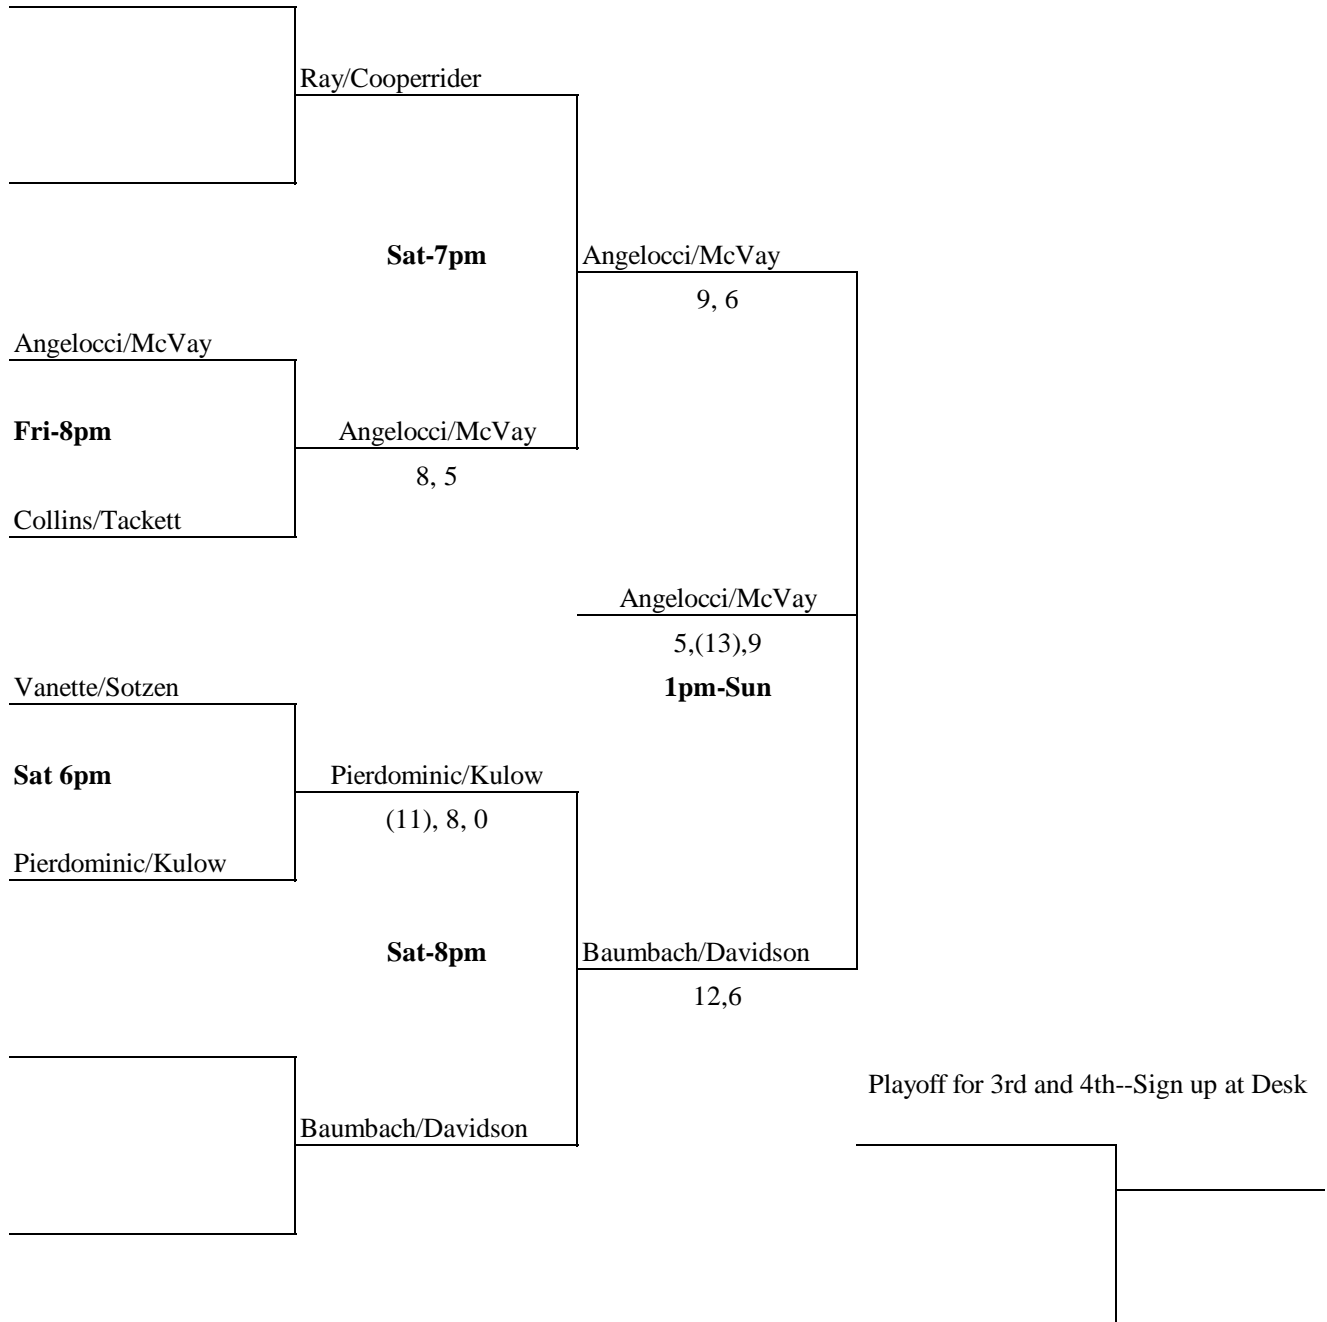 Ray/Cooperrider
Sat-7pm
Angelocci/McVay
9, 6
Angelocci/McVay
Fri-8pm
Angelocci/McVay
8, 5
Collins/Tackett
Angelocci/McVay
5,(13),9
Vanette/Sotzen
1pm-Sun
Sat 6pm
Pierdominic/Kulow
(11), 8, 0
Pierdominic/Kulow
Sat-8pm
Baumbach/Davidson
12,6
Playoff for 3rd and 4th--Sign up at Desk
Baumbach/Davidson